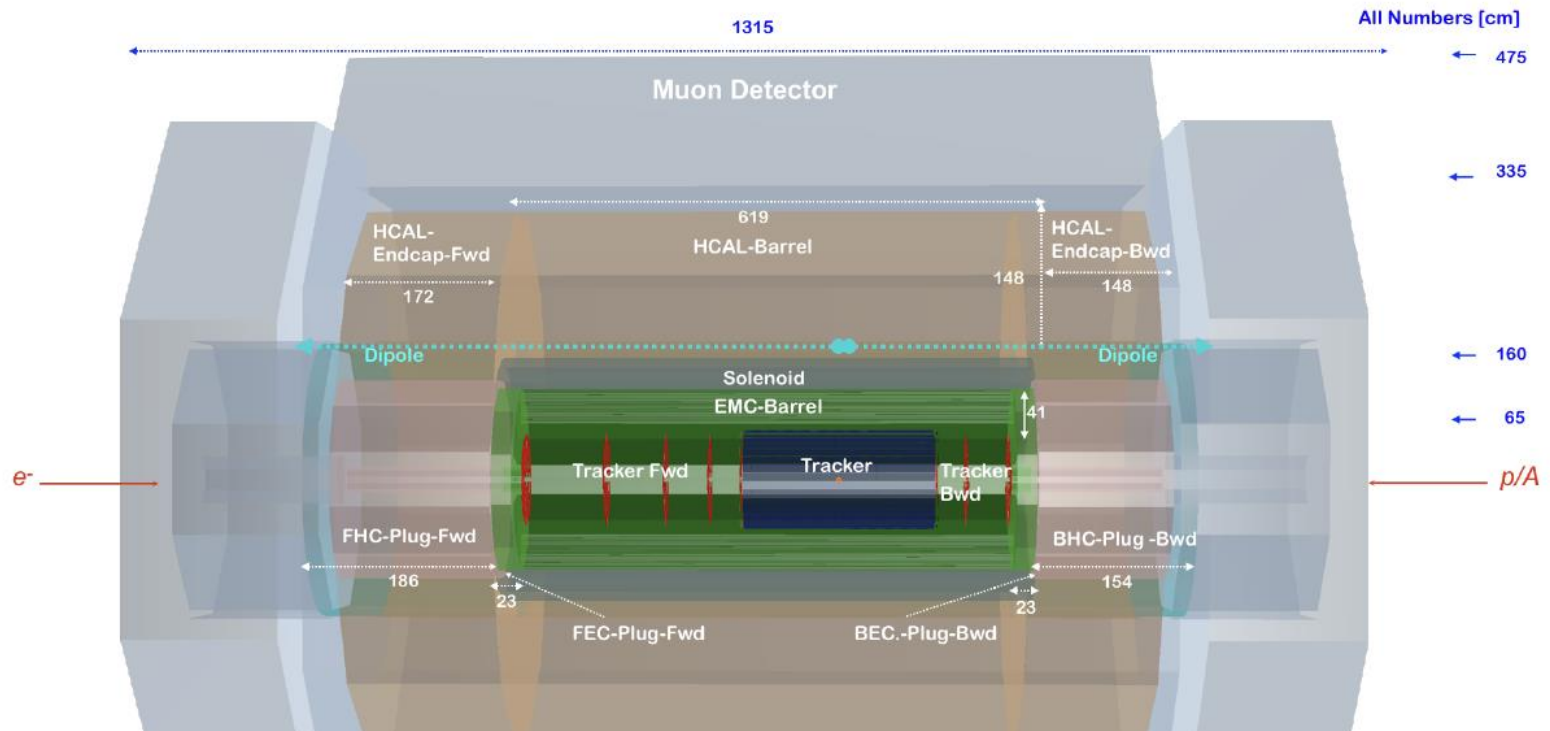 All Numbers [cm]
1315
475
Muon Detector
335
619
HCAL-
Endcap-Fwd
HCAL-Barrel
HCAL-
Endcap-Bwd
172
148
148
Dipole
Dipole
160
Solenoid
EMC-Barrel
41
65
Tracker Fwd
Tracker
Tracker
Bwd
e-
p/A
FHC-Plug-Fwd
BHC-Plug -Bwd
186
23
23
154
FEC-Plug-Fwd
BEC.-Plug-Bwd